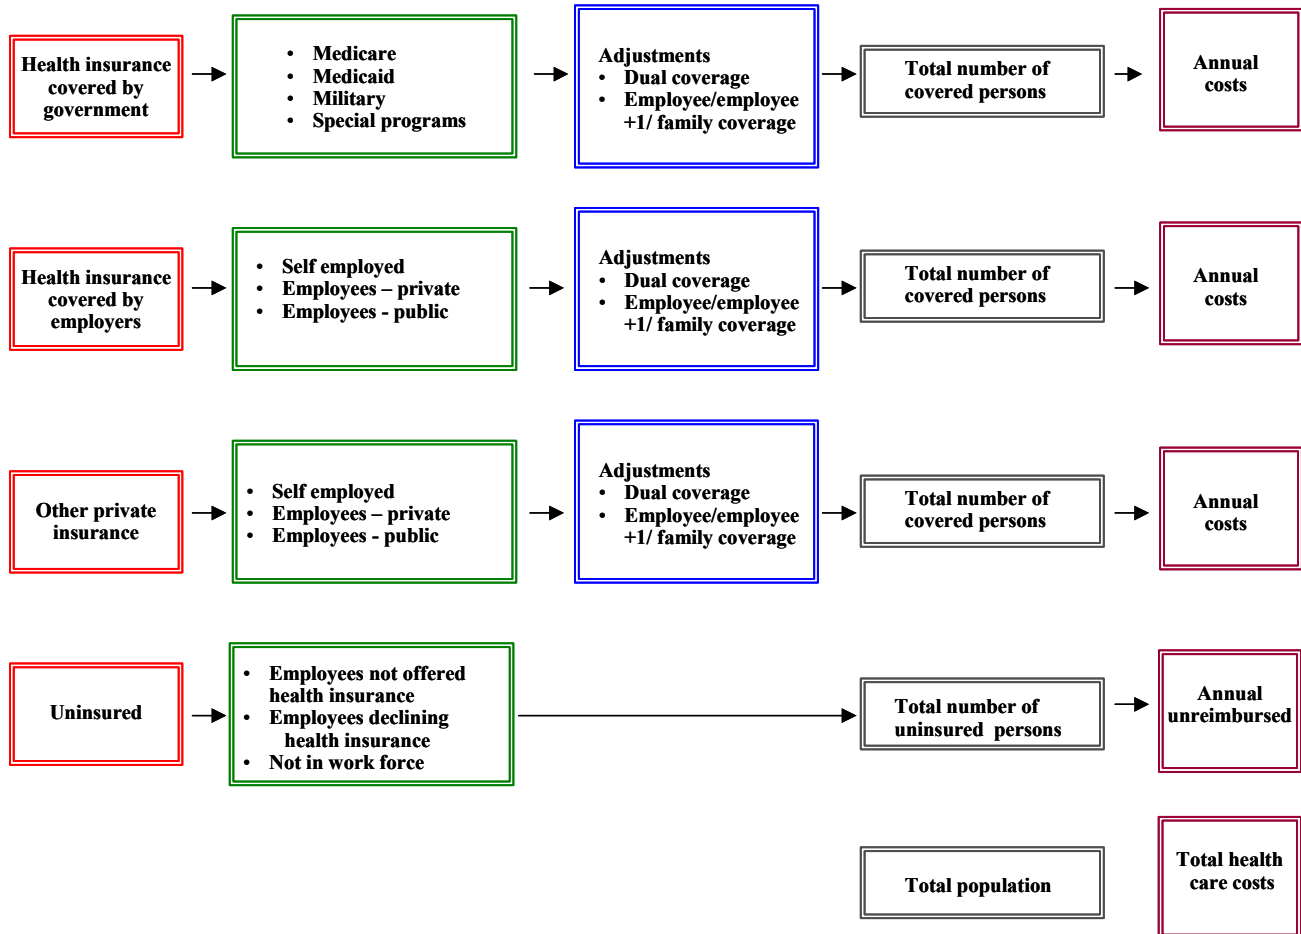 Health insurance
covered by
government
• Medicare
• Medicaid
• Military
• Special programs
Adjustments
• Dual coverage
• Employee/employee
+1/ family coverage
Total number of
covered persons
Annual
costs
Health insurance
covered by
employers
• Self employed
• Employees – private
• Employees - public
Adjustments
• Dual coverage
• Employee/employee
+1/ family coverage
Total number of
covered persons
Annual
costs
Other private
insurance
• Self employed
• Employees – private
• Employees - public
Adjustments
• Dual coverage
• Employee/employee
+1/ family coverage
Total number of
covered persons
Annual
costs
Uninsured
• Employees not offered
health insurance
• Employees declining
health insurance
• Not in work force
Total number of
uninsured persons
Annual
unreimbursed
Total population
Total health
care costs